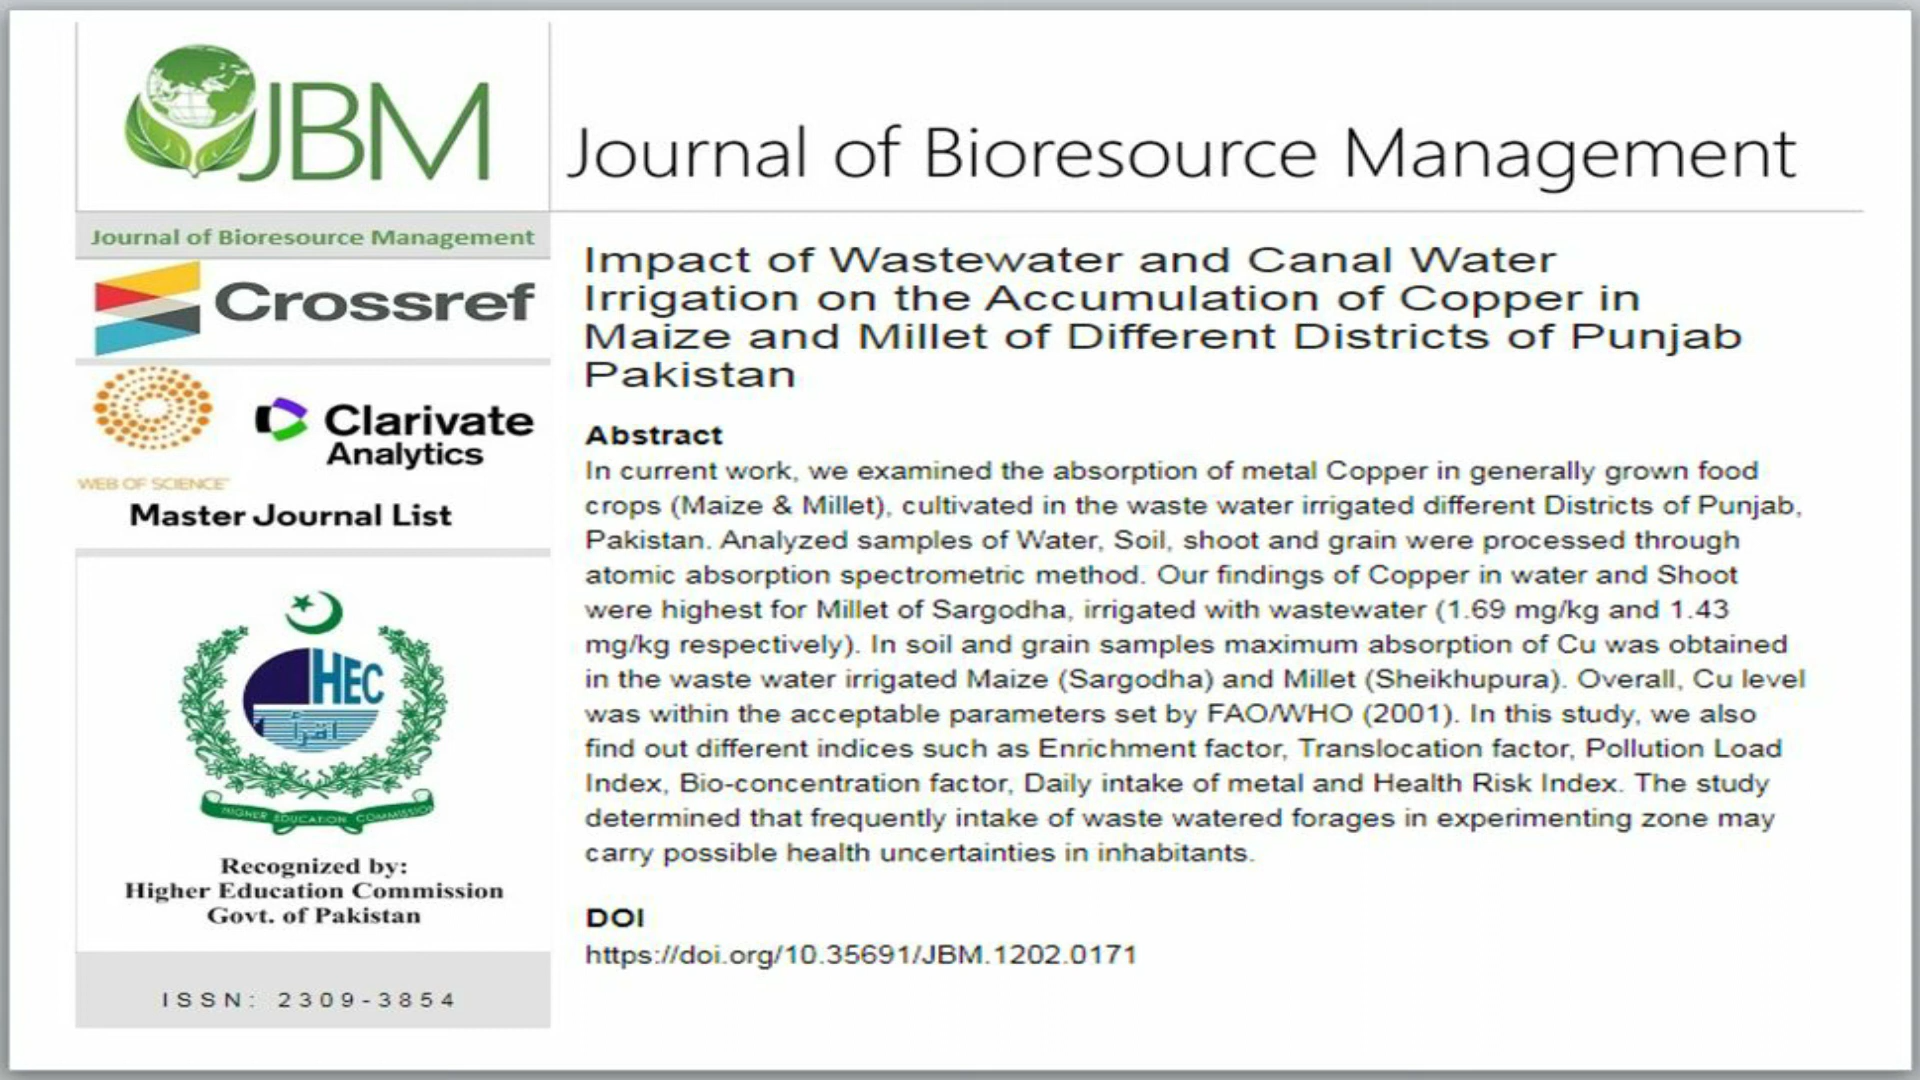 JBM
Journal of Bioresource Management
Journal of Bioresource Management
Crossref
WEB OF SCIENCE™
Clarivate
Analytics
Master Journal List
HEC
اقرأ
HIGHER EDUCATION COMMISSION
Recognized by:
Higher Education Commission
Govt. of Pakistan
ISSN: 2309-3854
Impact of Wastewater and Canal Water
Irrigation on the Accumulation of Copper in
Maize and Millet of Different Districts of Punjab
Pakistan
Abstract
In current work, we examined the absorption of metal Copper in generally grown food
crops (Maize & Millet), cultivated in the waste water irrigated different Districts of Punjab,
Pakistan. Analyzed samples of Water, Soil, shoot and grain were processed through
atomic absorption spectrometric method. Our findings of Copper in water and Shoot
were highest for Millet of Sargodha, irrigated with wastewater (1.69 mg/kg and 1.43
mg/kg respectively). In soil and grain samples maximum absorption of Cu was obtained
in the waste water irrigated Maize (Sargodha) and Millet (Sheikhupura). Overall, Cu level
was within the acceptable parameters set by FAO/WHO (2001). In this study, we also
find out different indices such as Enrichment factor, Translocation factor, Pollution Load
Index, Bio-concentration factor, Daily intake of metal and Health Risk Index. The study
determined that frequently intake of waste watered forages in experimenting zone may
carry possible health uncertainties in inhabitants.
DOI
https://doi.org/10.35691/JBM.1202.0171